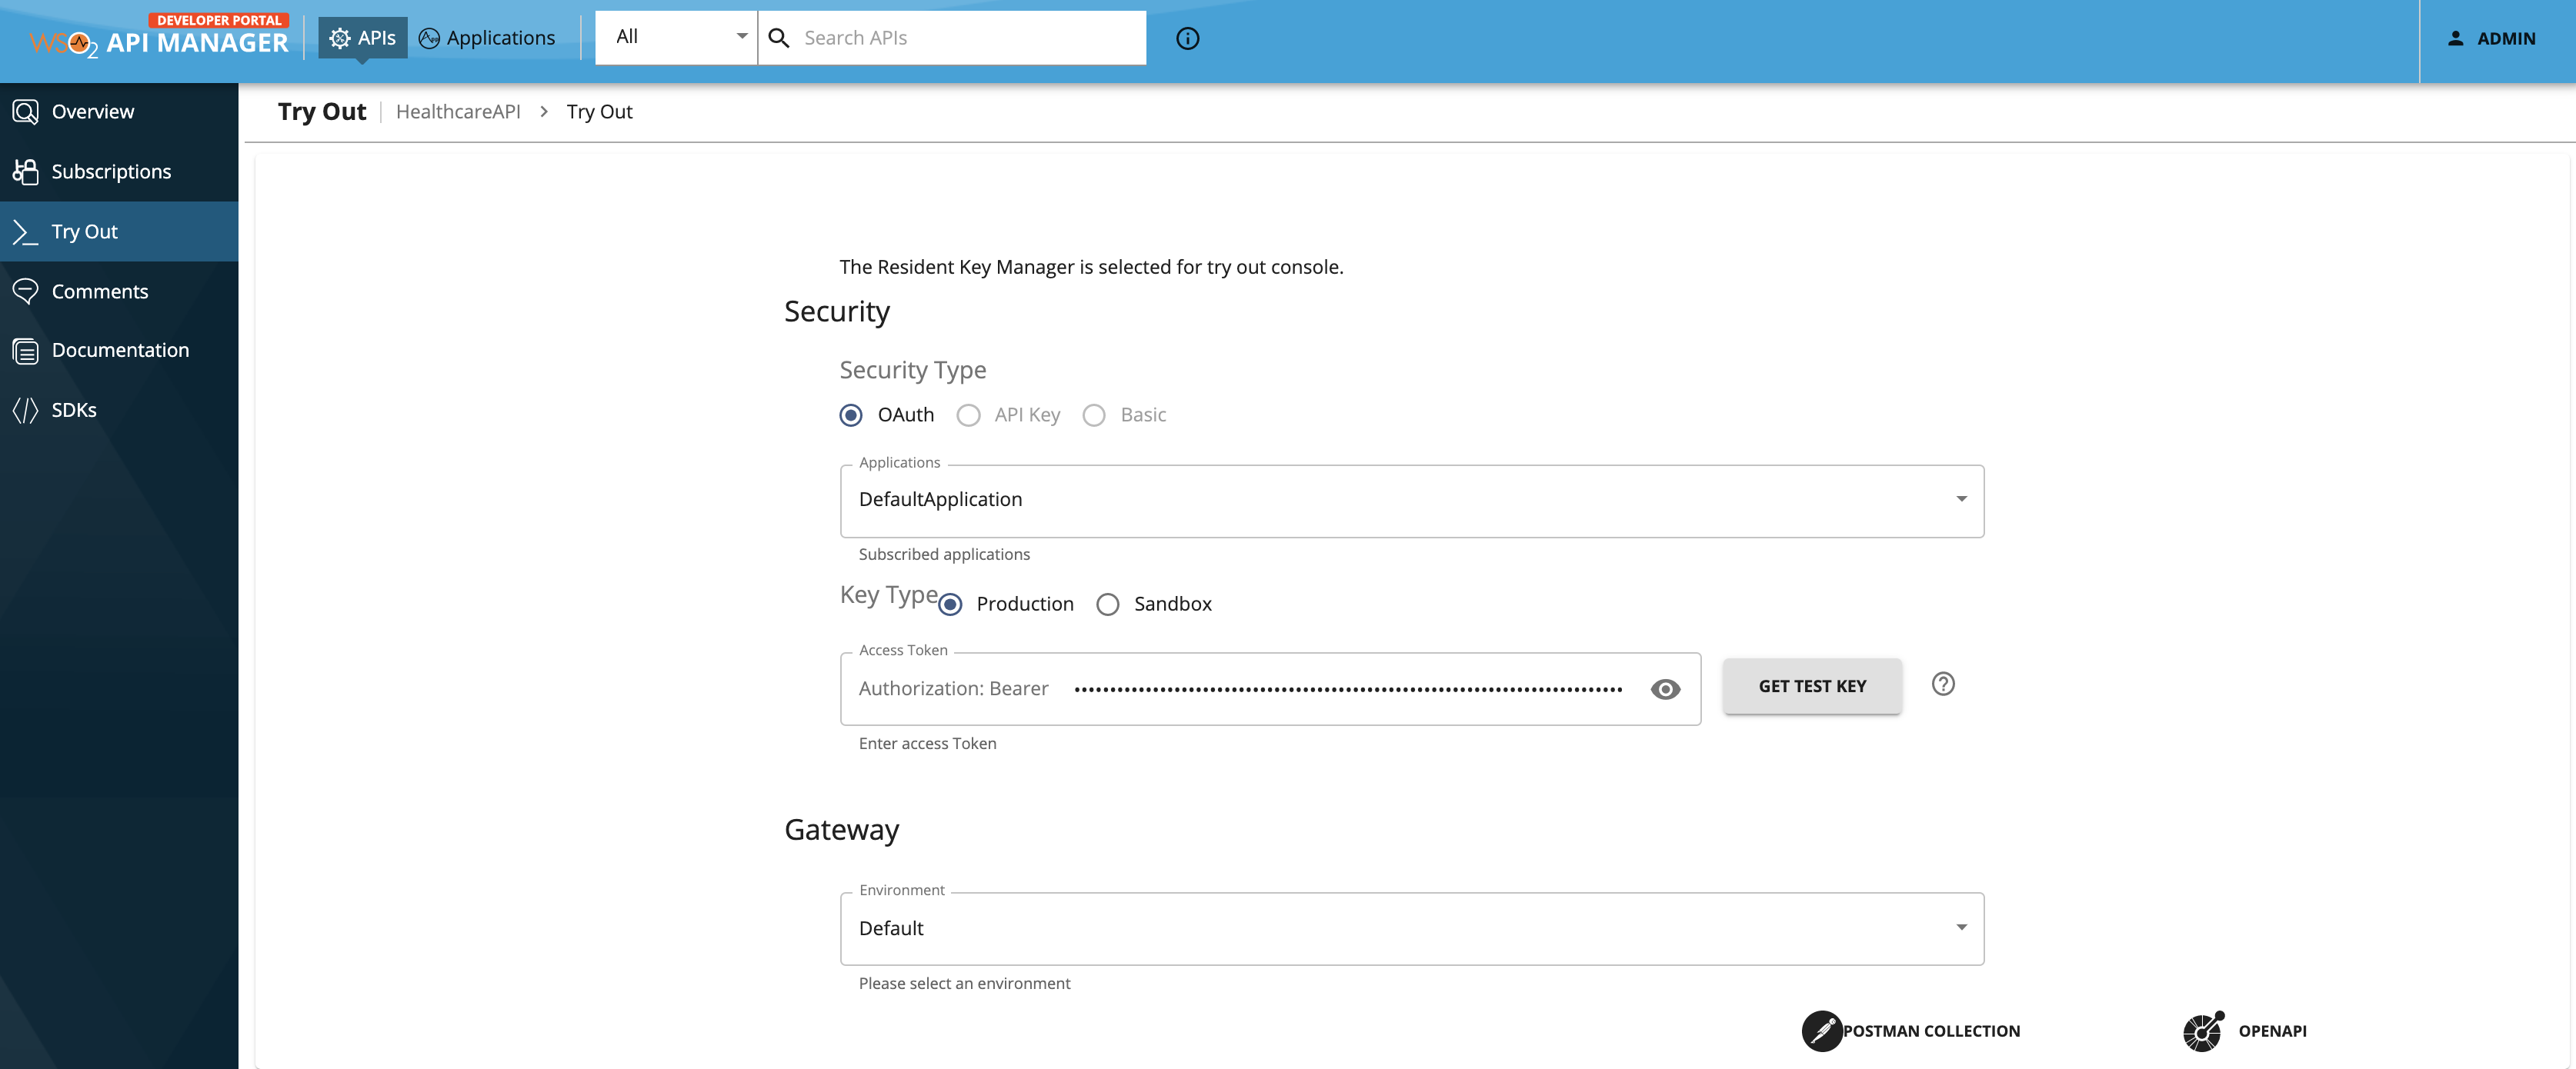 DEVELOPER PORTAL
WSO2 API MANAGER
APIs
Applications
All
Search APIs
ADMIN
Overview
Subscriptions
Try Out
Comments
Documentation
SDKs
Try Out
HealthcareAPI > Try Out
The Resident Key Manager is selected for try out console.
Security
Security Type
OAuth
API Key
Basic
Applications
DefaultApplication
Subscribed applications
Key Type
Production
Sandbox
Access Token
Authorization: Bearer
GET TEST KEY
Enter access Token
Gateway
Environment
Default
Please select an environment
POSTMAN COLLECTION
OPENAPI